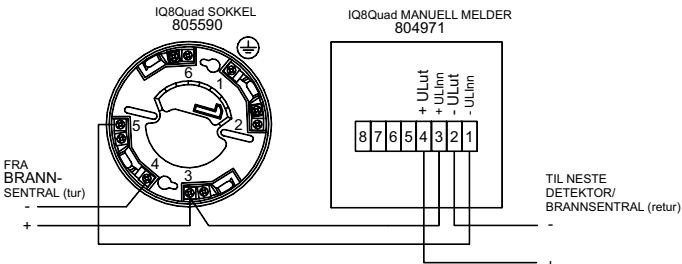 IQ8Quad SOKKEL
805590
IQ8Quad MANUELL MELDER
804971
6
1
2
5
4
3
+ ULut
+ ULInn
- ULut
- ULInn
8 7 6 5 4 3 2 1
FRA
BRANN-
SENTRAL (tur)
-
+
TIL NESTE
DETEKTOR/
BRANNSENTRAL (retur)
-
+